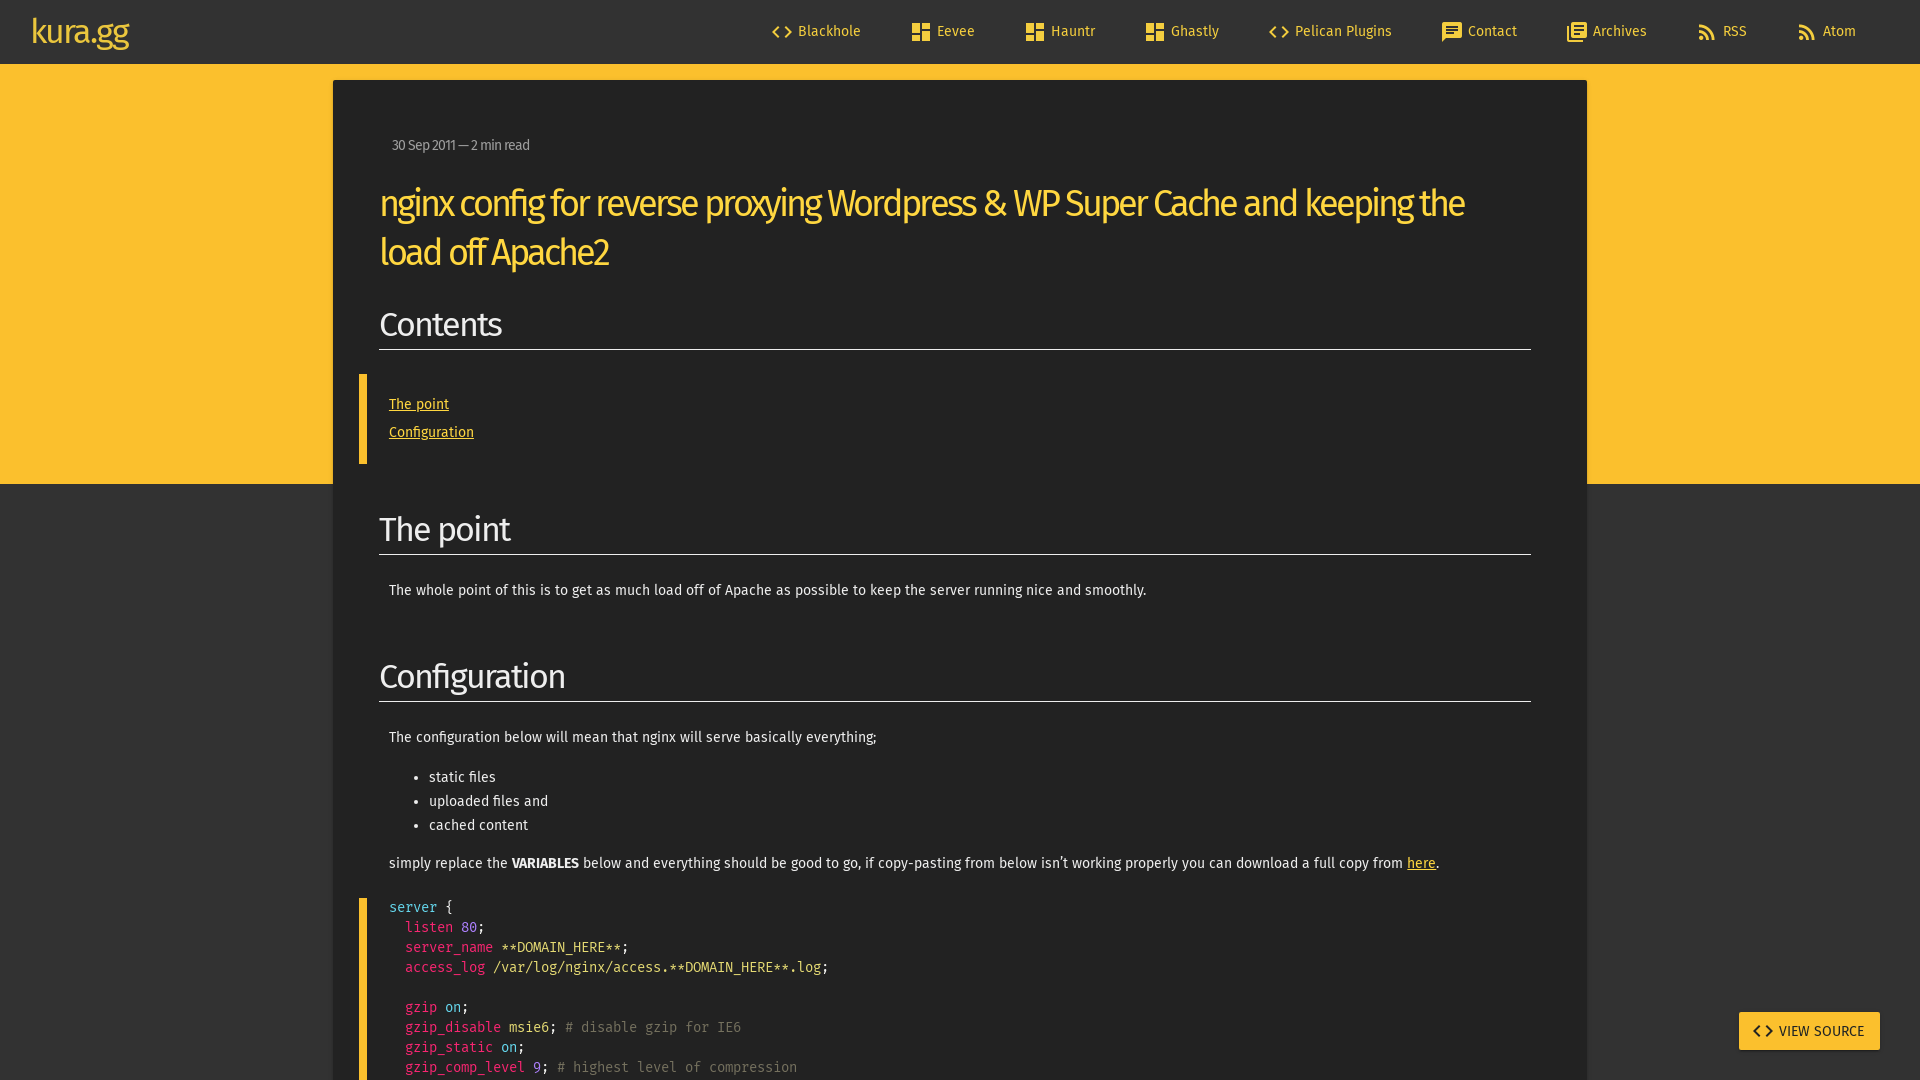 kura.gg
Blackhole
Eevee
Hauntr
Ghastly
Pelican Plugins
Contact
Archives
RSS
Atom
30 Sep 2011 — 2 min read
nginx config for reverse proxying Wordpress & WP Super Cache and keeping the
load off Apache2
Contents
The point
Configuration
The point
The whole point of this is to get as much load off of Apache as possible to keep the server running nice and smoothly.
Configuration
The configuration below will mean that nginx will serve basically everything;
• static files
• uploaded files and
• cached content
simply replace the VARIABLES below and everything should be good to go, if copy-pasting from below isn’t working properly you can download a full copy from here.
server {
  listen 80;
  server_name **DOMAIN_HERE**;
  access_log /var/log/nginx/access.**DOMAIN_HERE**.log;
  gzip on;
  gzip_disable msie6; # disable gzip for IE6
  gzip_static on;
  gzip_comp_level 9; # highest level of compression
VIEW SOURCE